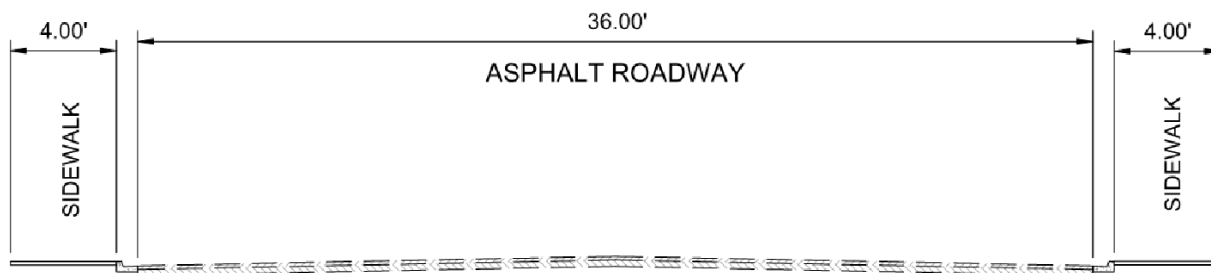 4.00'
36.00'
4.00'
ASPHALT ROADWAY
SIDEWALK
SIDEWALK